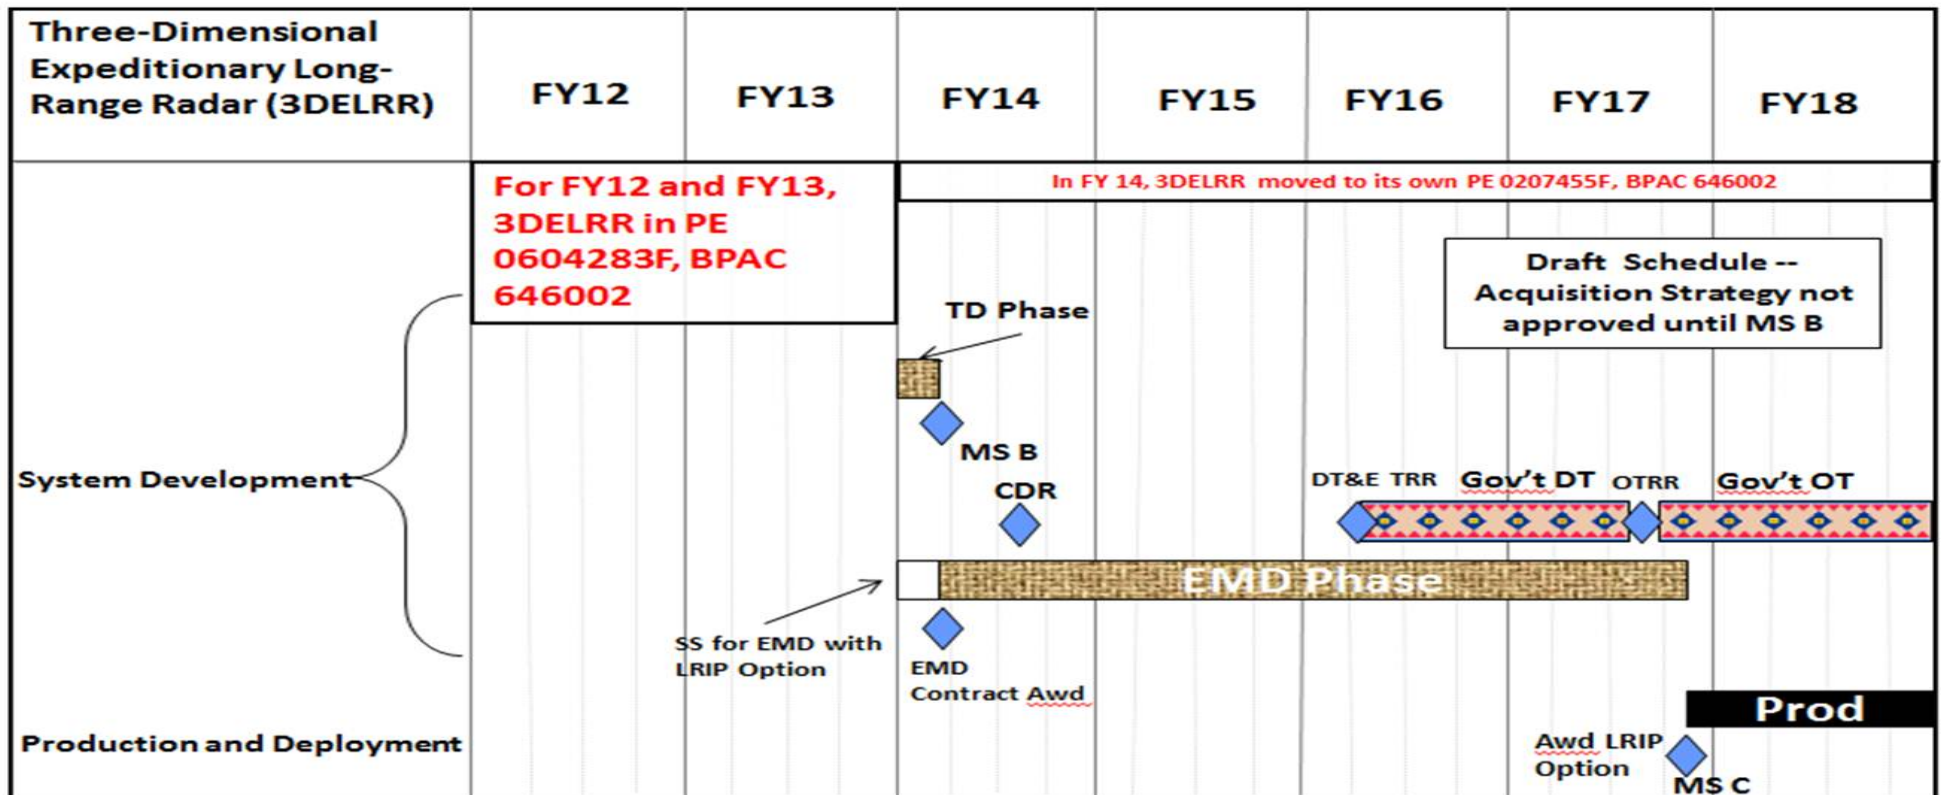 Three-Dimensional
Expeditionary Long-
Range Radar (3DELRR)
FY12
FY13
FY14
FY15
FY16
FY17
FY18
For FY12 and FY13,
3DELRR in PE
0604283F, BPAC
646002
In FY 14, 3DELRR moved to its own PE 0207455F, BPAC 646002
Draft Schedule --
Acquisition Strategy not
approved until MS B
TD Phase
MS B
System Development
CDR
DT&E TRR
Gov't DT
OTRR
Gov't OT
EMD Phase
SS for EMD with
LRIP Option
EMD
Contract Awd
Prod
Production and Deployment
Awd LRIP
Option
MS C